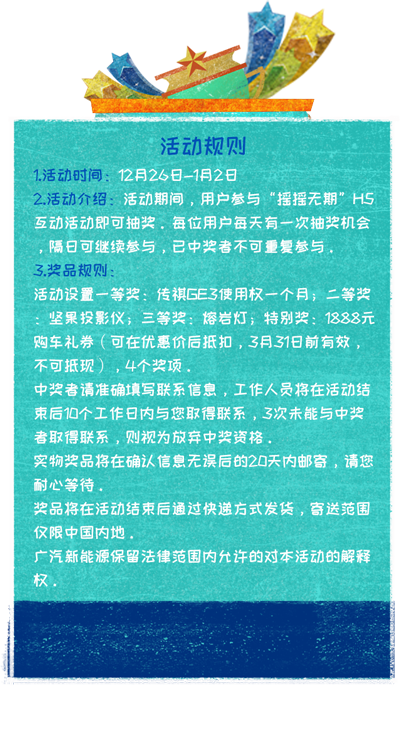 活动规则
1.活动时间：12月26日-1月2日
2.活动介绍：活动期间，用户参与“摇摇无期”H5
互动活动即可抽奖．每位用户每天有一次抽奖机会
，隔日可继续参与，已中奖者不可重复参与．
3.奖品规则：
活动设置一等奖：传祺GE3使用权一个月；二等奖
：坚果投影仪；三等奖：熔岩灯；特别奖：1888元
购车礼券（可在优惠价后抵扣，3月31日前有效，
不可抵现），4个奖项．
中奖者请准确填写联系信息，工作人员将在活动结
束后10个工作日内与您取得联系，3次未能与中奖
者取得联系，则视为放弃中奖资格．
实物奖品将在确认信息无误后的20天内邮寄，请您
耐心等待．
奖品将在活动结束后通过快递方式发货，寄送范围
仅限中国内地．
广汽新能源保留法律范围内允许的对本活动的解释
权．